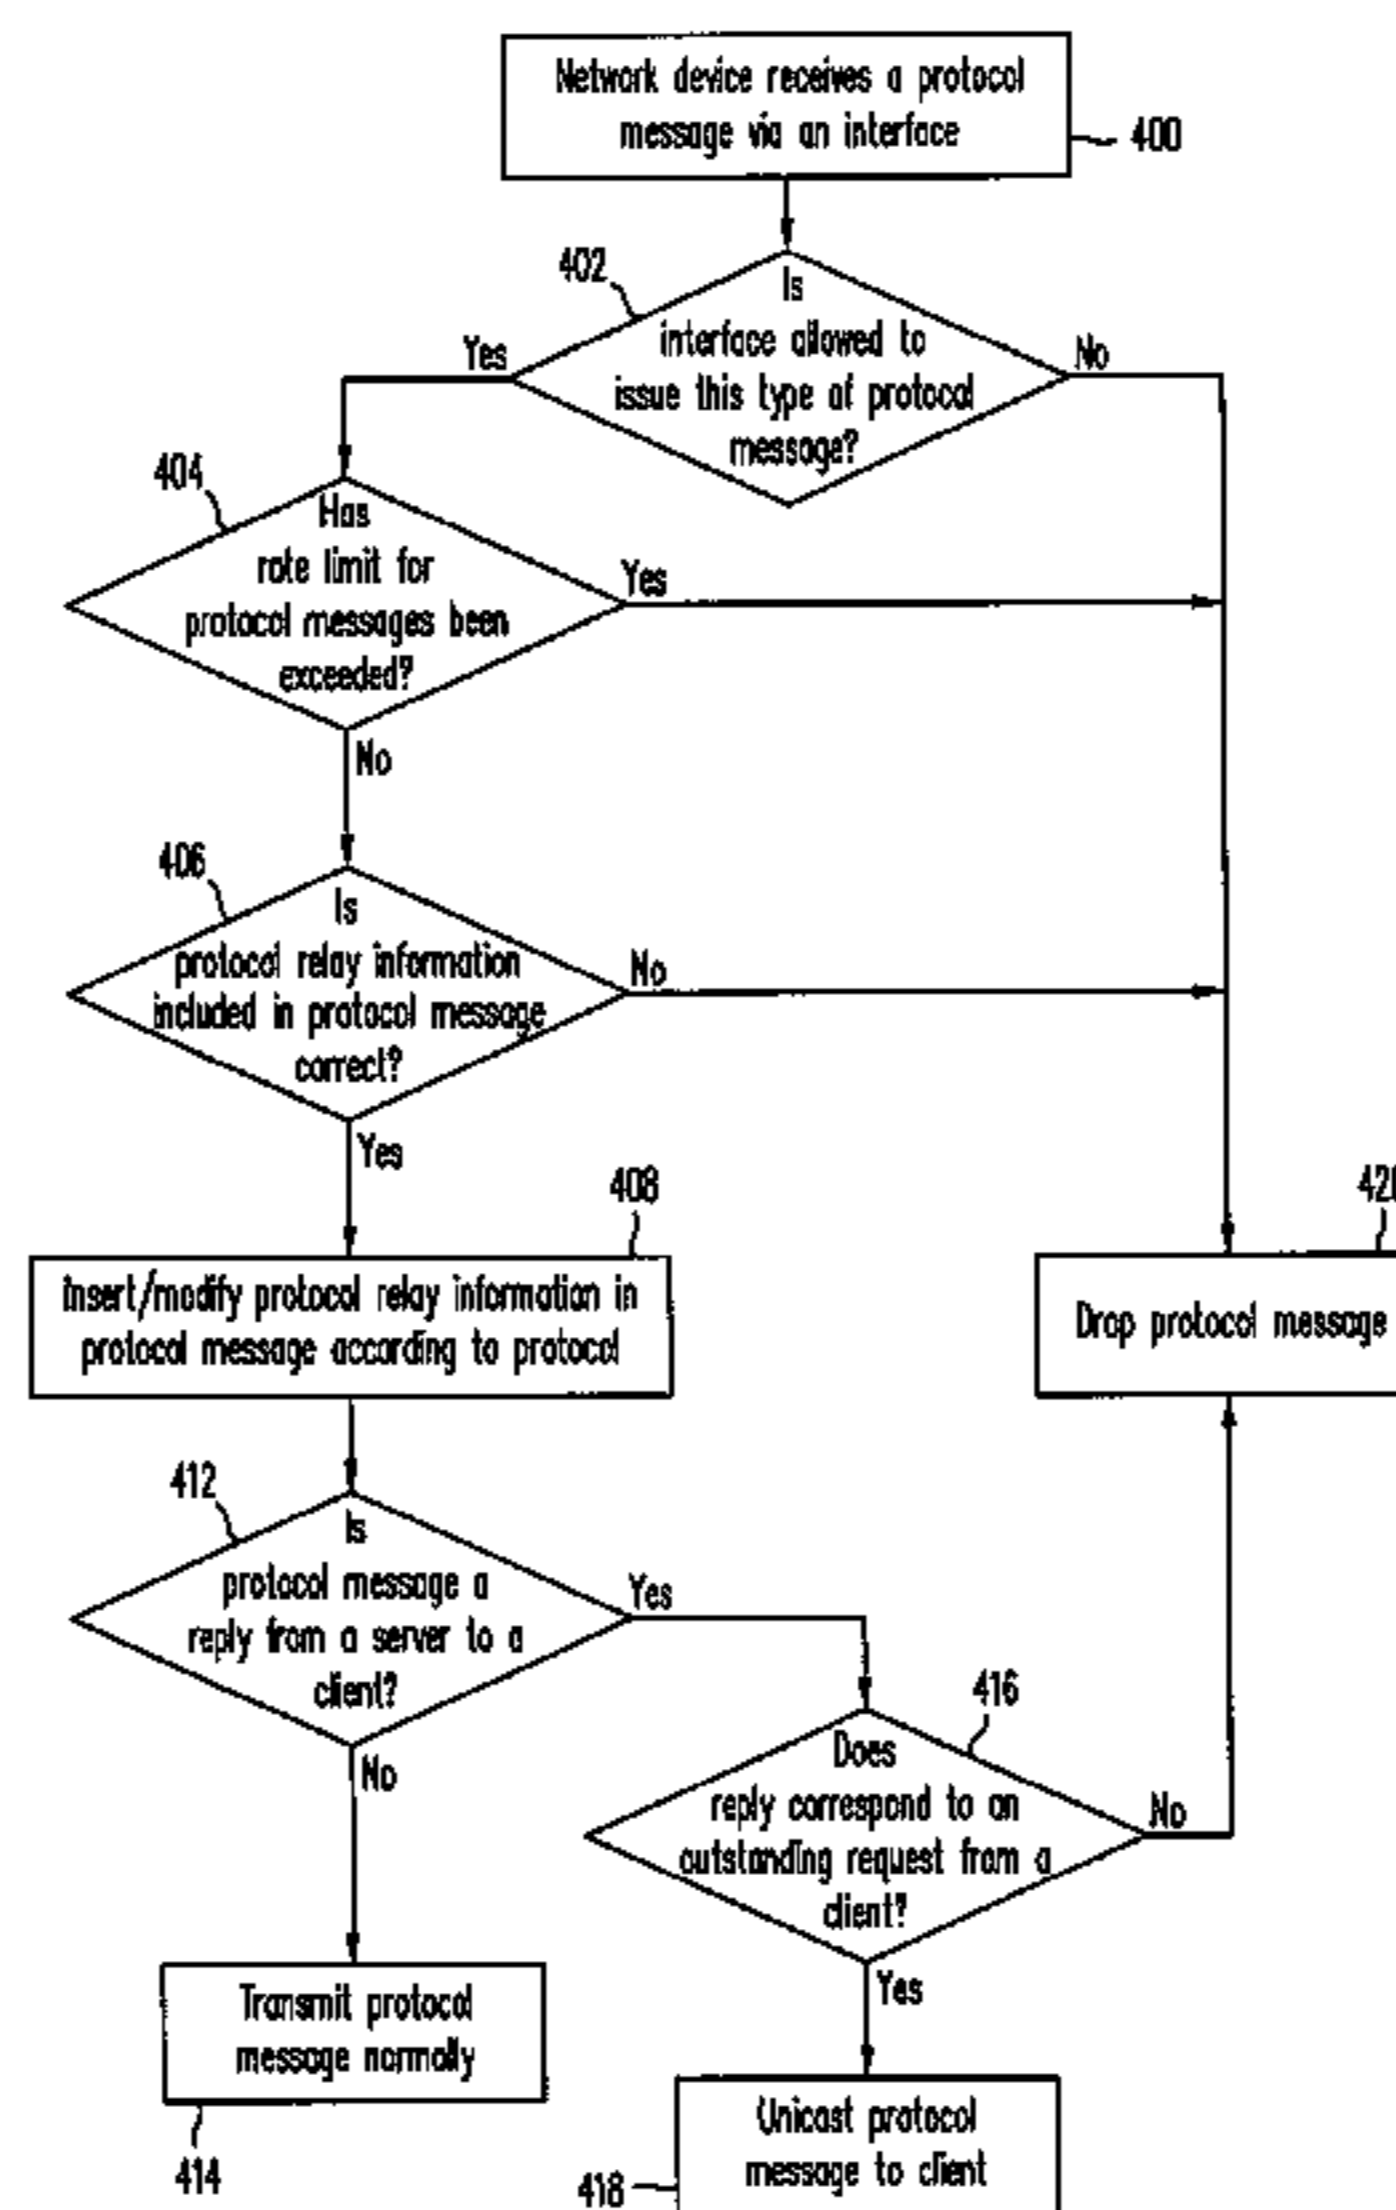 Network device receives a protocol
message via an interface
400
402
Is
interface allowed to
issue this type of protocol
message?
Yes
No
404
Has
rate limit for
protocol messages been
exceeded?
Yes
No
406
Is
protocol relay information
included in protocol message
correct?
No
Yes
408
Insert/modify protocol relay information in
protocol message according to protocol
Drop protocol message
412
Is
protocol message a
reply from a server to a
client?
Yes
No
416
Does
reply correspond to an
outstanding request from a
client?
No
Yes
Transmit protocol
message normally
414
Unicast protocol
message to client
418